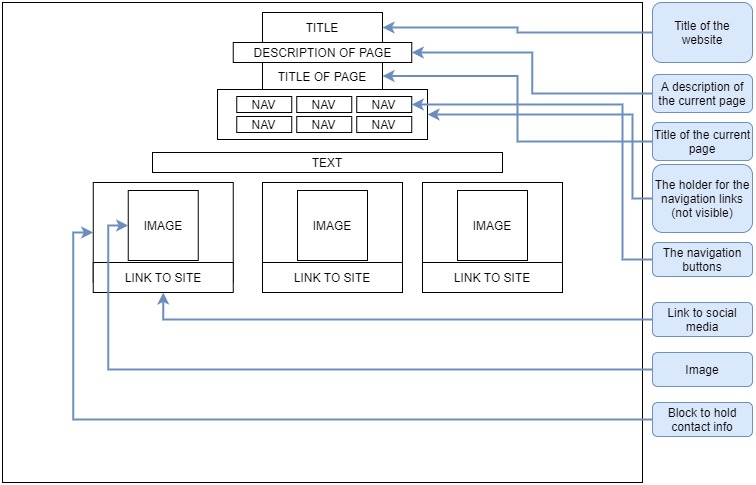 TITLE
DESCRIPTION OF PAGE
TITLE OF PAGE
NAV NAV NAV
NAV NAV NAV
TEXT
IMAGE IMAGE IMAGE
LINK TO SITE LINK TO SITE LINK TO SITE
Title of the
website
A description of
the current page
Title of the current
page
The holder for the
navigation links
(not visible)
The navigation
buttons
Link to social
media
Image
Block to hold
contact info